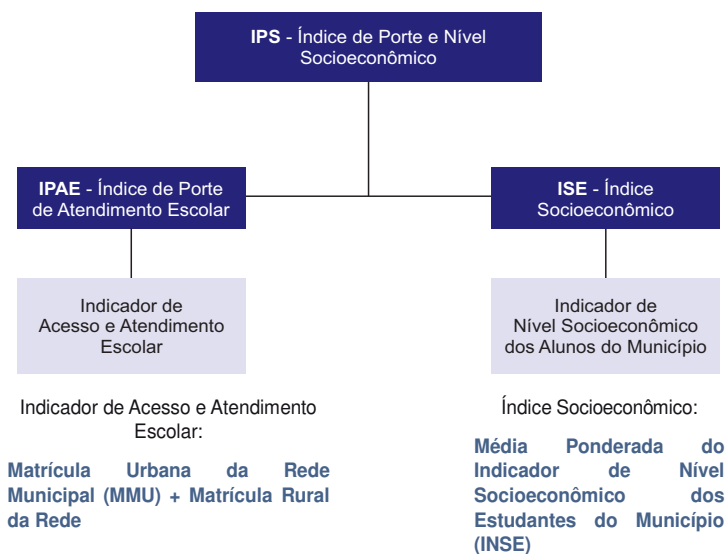 IPS - Índice de Porte e Nível
Socioeconômico
IPAE - Índice de Porte
de Atendimento Escolar
ISE - Índice
Socioeconômico
Indicador de
Acesso e Atendimento
Escolar
Indicador de
Nível Socioeconômico
dos Alunos do Município
Indicador de Acesso e Atendimento
Escolar:
Matrícula Urbana da Rede
Municipal (MMU) + Matrícula Rural
da Rede
Índice Socioeconômico:
Média Ponderada do
Indicador de Nível
Socioeconômico dos
Estudantes do Município
(INSE)